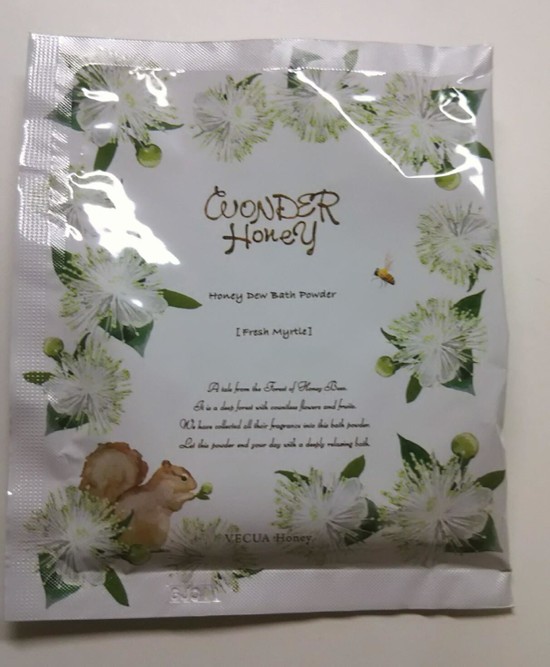 WONDER
Honey
Honey Dew Bath Powder
[Fresh Myrtle]
A tale from the Forest of Honey Bees.
It is a deep forest with countless flowers and fruits.
We have collected all their fragrance into this bath powder.
Let this powder end your day with a deeply relaxing bath.
VECUA Honey